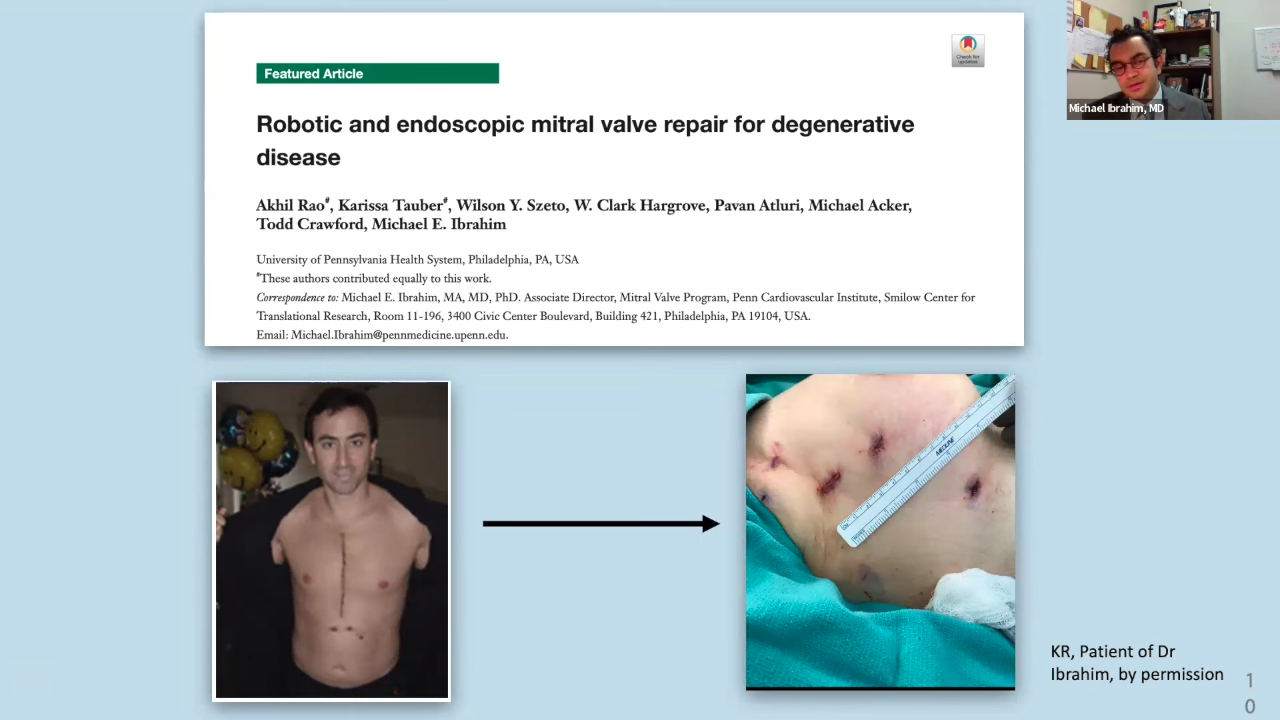 Featured Article
Check for
updates
Robotic and endoscopic mitral valve repair for degenerative
disease
Akhil Rao#, Karissa Tauber#, Wilson Y. Szeto, W. Clark Hargrove, Pavan Atluri, Michael Acker,
Todd Crawford, Michael E. Ibrahim
University of Pennsylvania Health System, Philadelphia, PA, USA
#These authors contributed equally to this work.
Correspondence to: Michael E. Ibrahim, MA, MD, PhD. Associate Director, Mitral Valve Program, Penn Cardiovascular Institute, Smilow Center for
Translational Research, Room 11-196, 3400 Civic Center Boulevard, Building 421, Philadelphia, PA 19104, USA.
Email: Michael.Ibrahim@pennmedicine.upenn.edu.
Michael Ibrahim, MD
MEDLINE
KR, Patient of Dr
Ibrahim, by permission
1
0